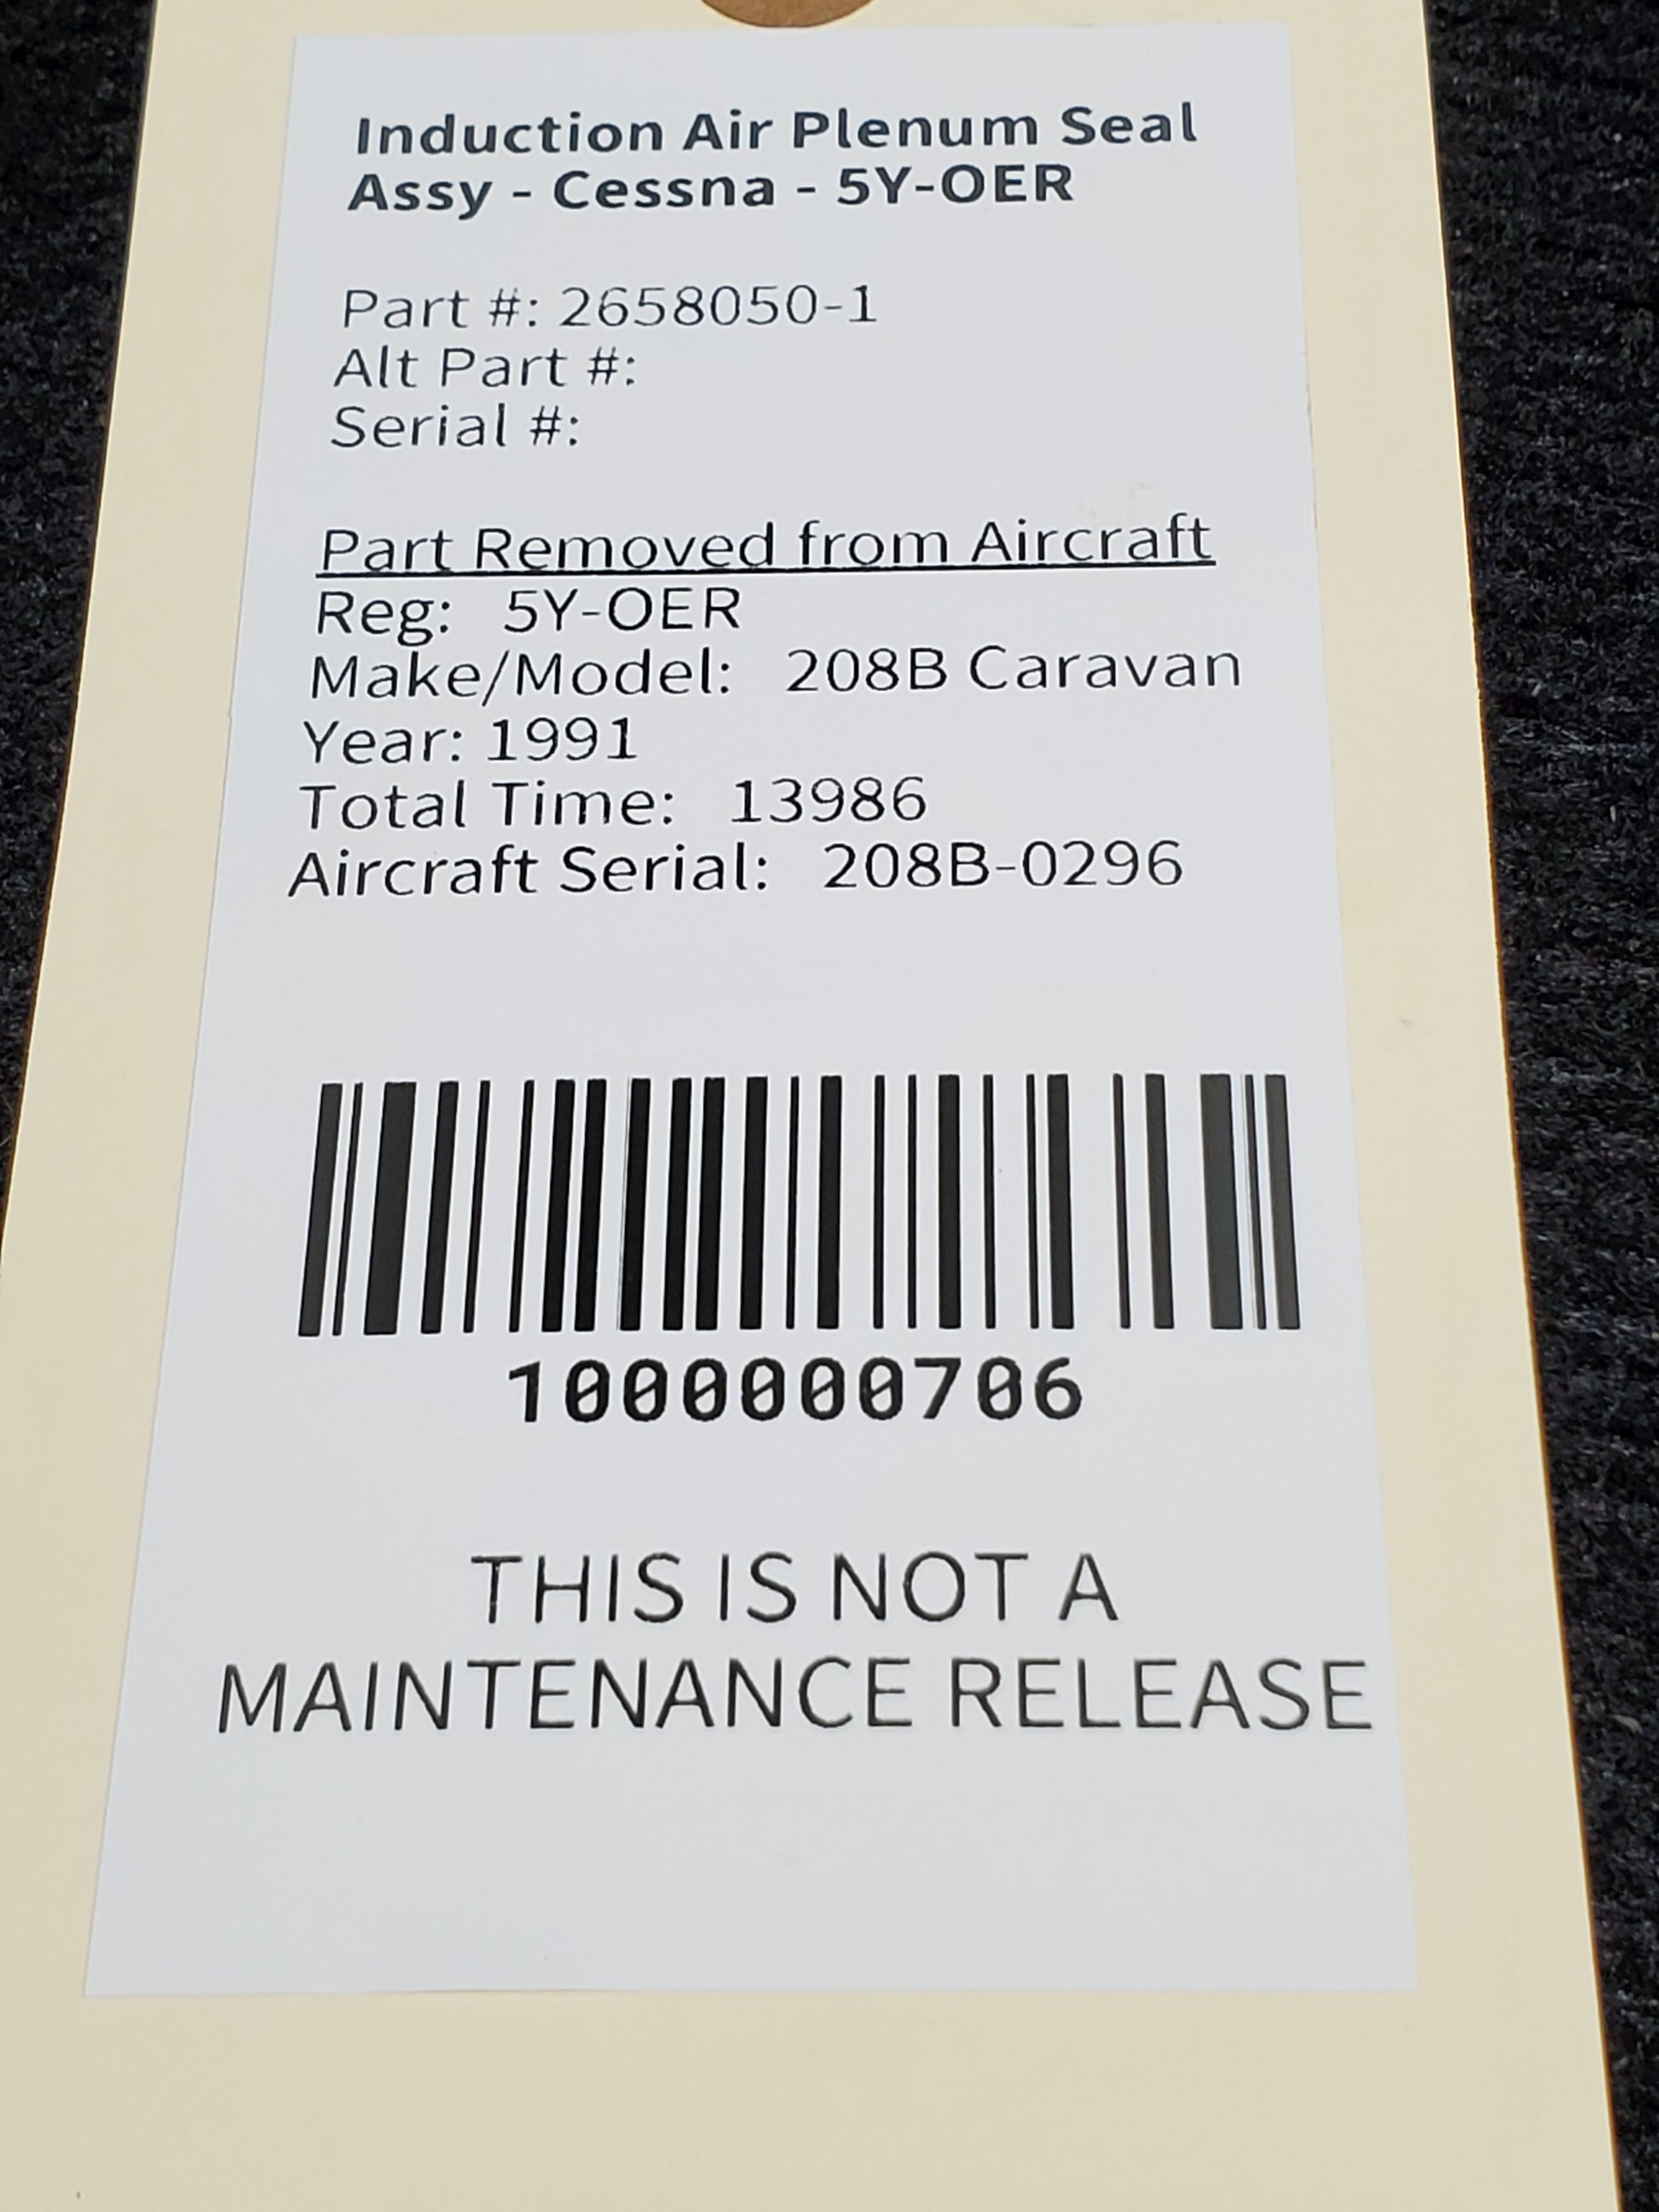 Induction Air Plenum Seal
Assy - Cessna - 5Y-OER
Part #: 2658050-1
Alt Part #:
Serial #:
Part Removed from Aircraft
Reg: 5Y-OER
Make/Model: 208B Caravan
Year: 1991
Total Time: 13986
Aircraft Serial: 208B-0296
1000000706
THIS IS NOT A
MAINTENANCE RELEASE